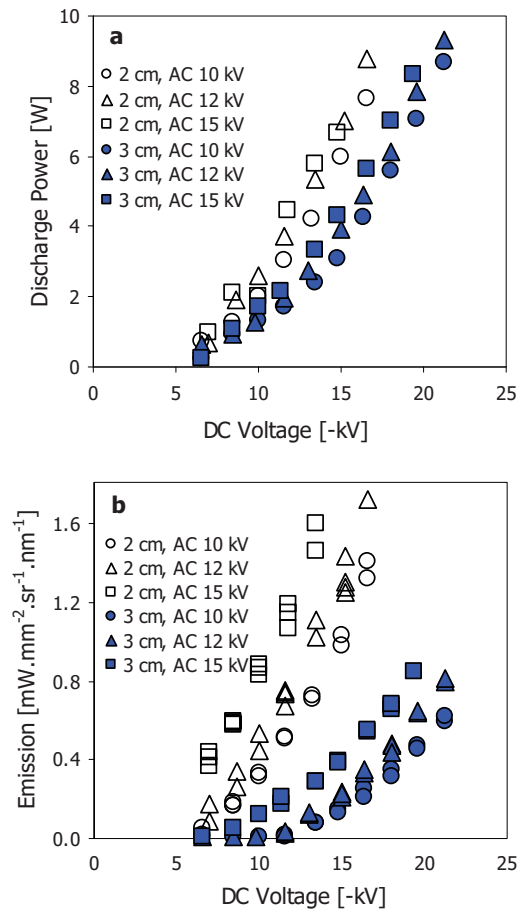 a
10
8
6
4
2
0
Discharge Power [W]
2 cm, AC 10 kV
2 cm, AC 12 kV
2 cm, AC 15 kV
3 cm, AC 10 kV
3 cm, AC 12 kV
3 cm, AC 15 kV
0 5 10 15 20 25
DC Voltage [-kV]
b
1.6
1.2
0.8
0.4
0.0
Emission [mW.mm⁻².sr⁻¹.nm⁻¹]
2 cm, AC 10 kV
2 cm, AC 12 kV
2 cm, AC 15 kV
3 cm, AC 10 kV
3 cm, AC 12 kV
3 cm, AC 15 kV
0 5 10 15 20 25
DC Voltage [-kV]